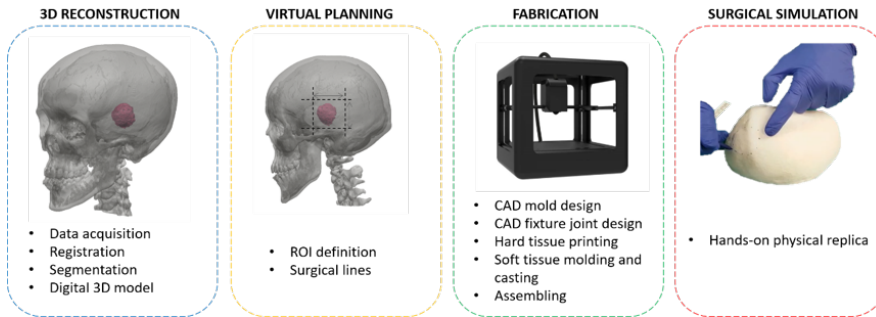 3D RECONSTRUCTION
• Data acquisition
• Registration
• Segmentation
• Digital 3D model
VIRTUAL PLANNING
• ROI definition
• Surgical lines
FABRICATION
• CAD mold design
• CAD fixture joint design
• Hard tissue printing
• Soft tissue molding and
casting
• Assembling
SURGICAL SIMULATION
• Hands-on physical replica